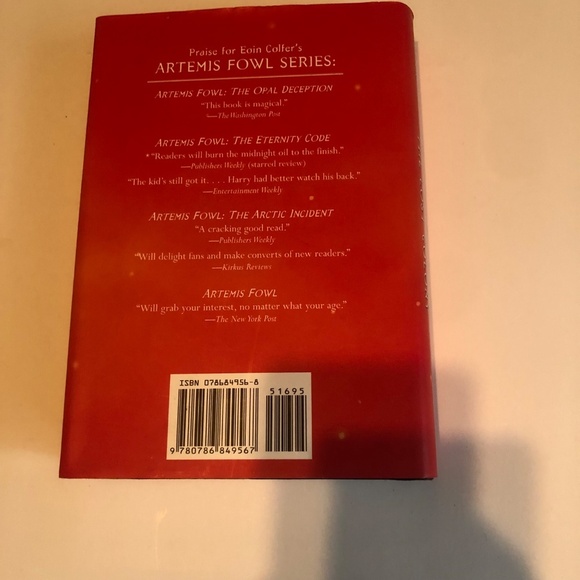 Praise for Eoin Colfer's
ARTEMIS FOWL SERIES:
ARTEMIS FOWL: THE OPAL DECEPTION
"This book is magical."
—The Washington Post
ARTEMIS FOWL: THE ETERNITY CODE
"Readers will burn the midnight oil to the finish."
—Publishers Weekly (starred review)
"The kid's still got it. . . . Harry had better watch his back."
—Entertainment Weekly
ARTEMIS FOWL: THE ARCTIC INCIDENT
"A cracking good read."
—Publishers Weekly
"Will delight fans and make converts of new readers."
—Kirkus Reviews
ARTEMIS FOWL
"Will grab your interest, no matter what your age."
—The New York Post
ISBN 078684956-8
51695
9 780786 849567